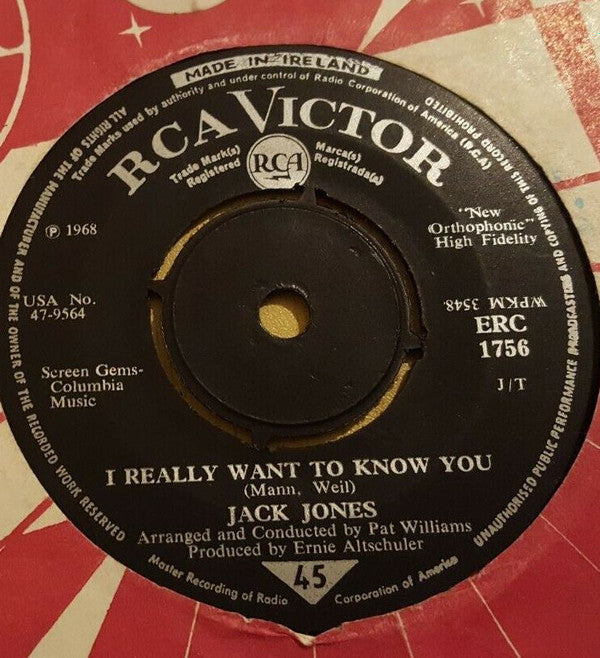 MADE IN IRELAND
Trade Marks used by authority and under control of Radio Corporation of America (R.C.A.)
RCA VICTOR
Trade Mark(s)
Registered
RCA
Marca(s)
Registrada(s)
℗ 1968
"New
Orthophonic"
High Fidelity
USA No.
47-9564
WPKM 3548
ERC
1756
Screen Gems-
Columbia
Music
J/T
I REALLY WANT TO KNOW YOU
(Mann, Weil)
JACK JONES
Arranged and Conducted by Pat Williams
Produced by Ernie Altschuler
Master Recording of Radio Corporation of America
45
ALL RIGHTS OF THE MANUFACTURER AND OF THE OWNER OF THE RECORDED WORK RESERVED
UNAUTHORISED PUBLIC PERFORMANCE BROADCASTING AND COPYING OF THIS RECORD PROHIBITED